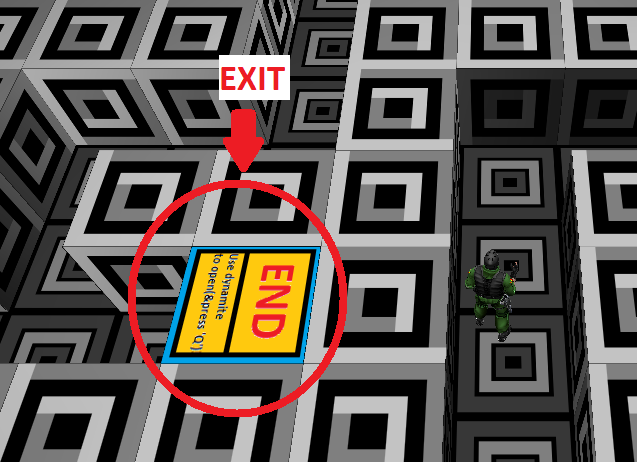 EXIT
END
Use dynamite
to open(&press 'Q')